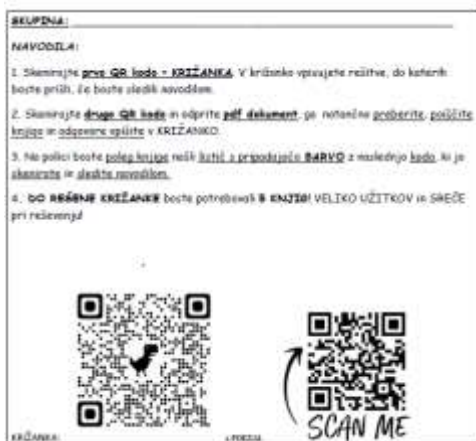 SKUPINA:
NAVODILA:
1. Skenirajte prvo QR kodo = KRIŽANKA. V križanko vpisujete rešitve, do katerih
boste prišli, če boste sledili navodilom.
2. Skenirajte drugo QR kodo in odprite pdf dokument, ga natančno preberite, poiščite
knjigo in odgovore vpišite v KRIŽANKO.
3. Na polici boste poleg knjige našli listič s pripadajočo BARVO z naslednjo kodo, ki jo
skenirate in sledite navodilom.
4. DO REŠENE KRIŽANKE boste potrebovali 5 KNJIG! VELIKO UŽITKOV in SREČE
pri reševanju!
SCAN ME
KRIŽANKA: